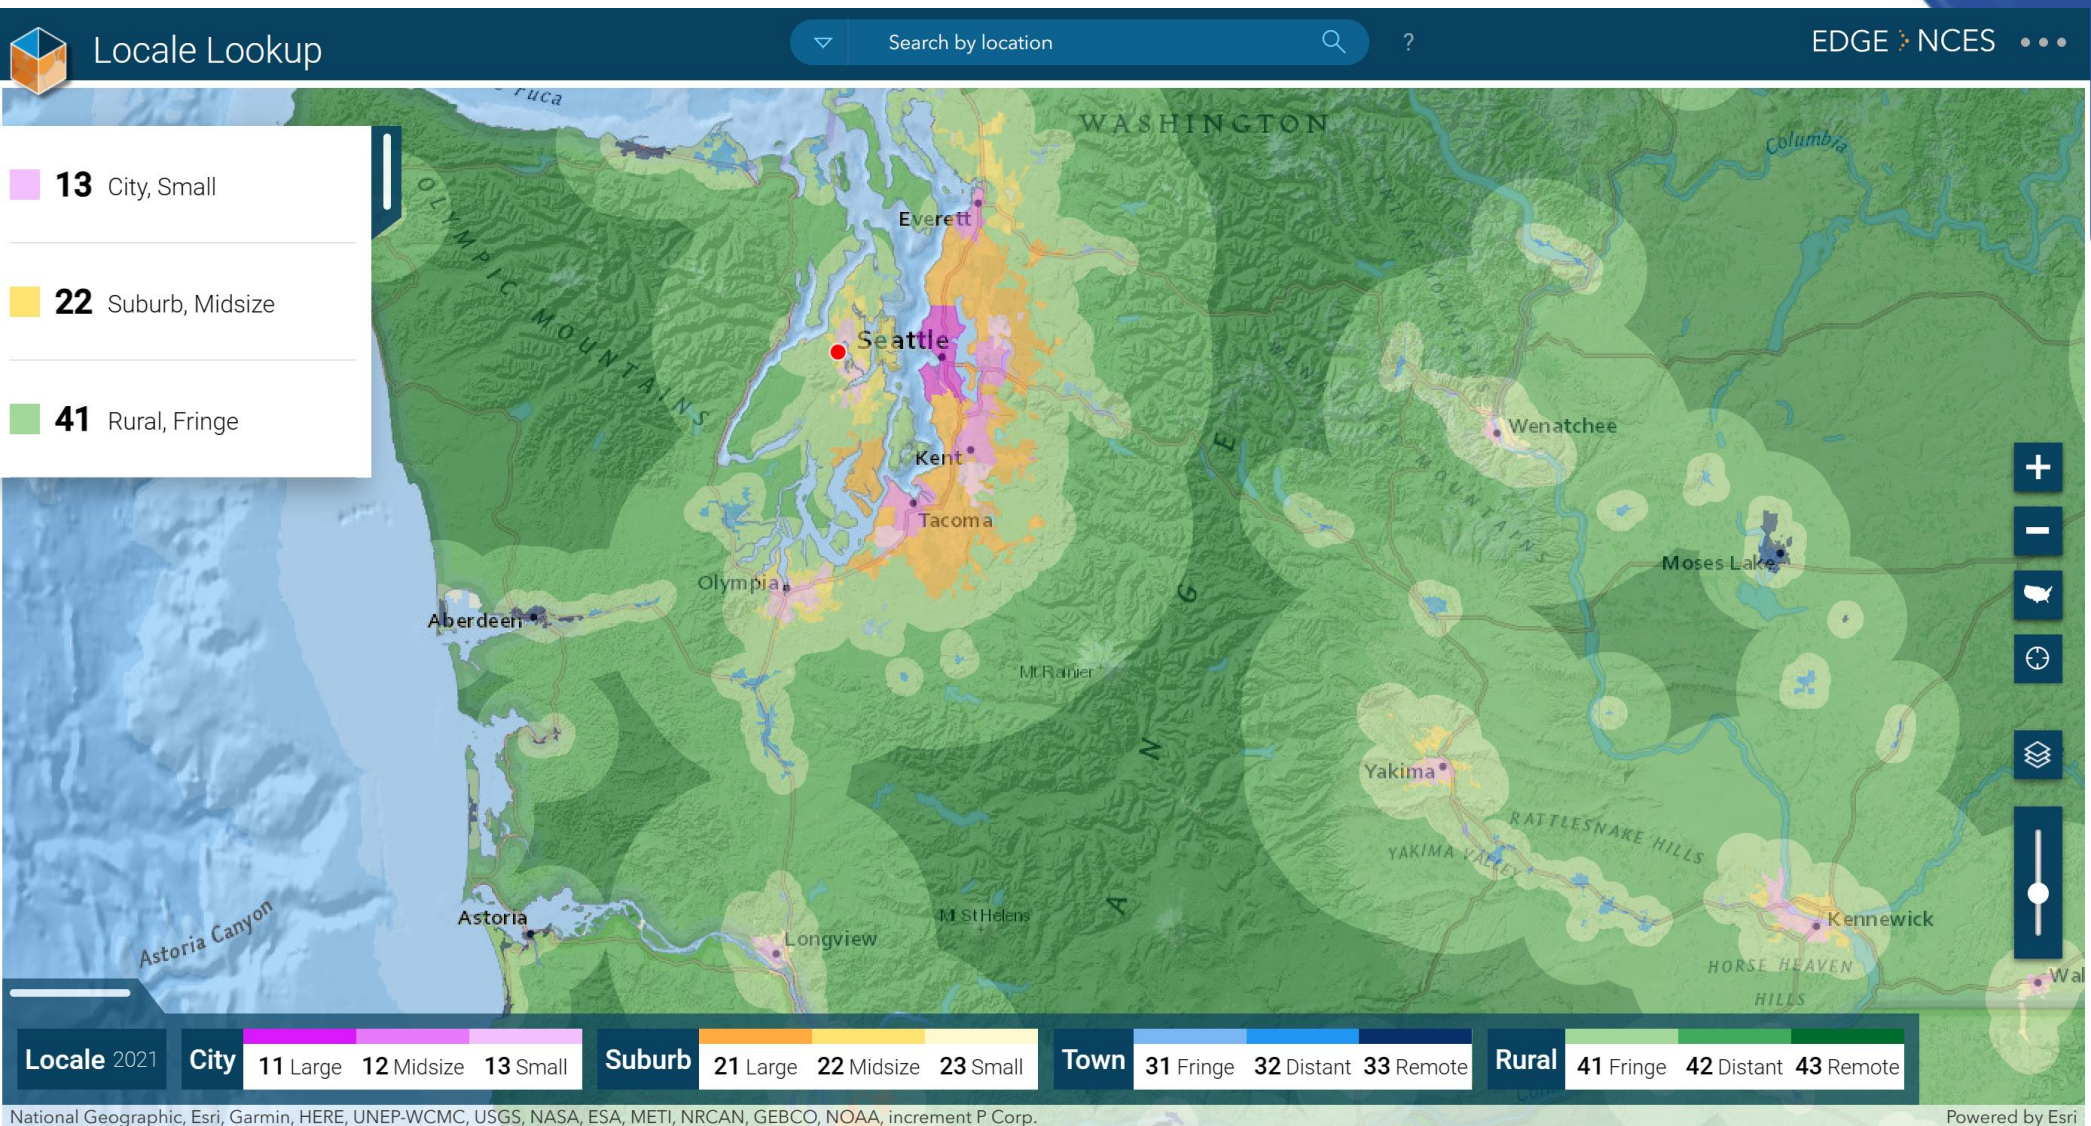 Locale Lookup
Search by location
?
EDGE NCES
Fuca
WASHINGTON
Columbia
13 City, Small
22 Suburb, Midsize
41 Rural, Fringe
OLYMPIC MOUNTAINS
Everett
Seattle
Kent
Tacoma
Olympia
Aberdeen
Wenatchee
WENATCHEE MOUNTAINS
Moses Lake
Mt Rainier
RANGE
Yakima
RATTLESNAKE HILLS
YAKIMA VALLEY
Kennewick
Astoria
Astoria Canyon
Longview
M St Helens
HORSE HEAVEN
HILLS
Wal
Locale 2021
City 11 Large 12 Midsize 13 Small
Suburb 21 Large 22 Midsize 23 Small
Town 31 Fringe 32 Distant 33 Remote
Rural 41 Fringe 42 Distant 43 Remote
National Geographic, Esri, Garmin, HERE, UNEP-WCMC, USGS, NASA, ESA, METI, NRCAN, GEBCO, NOAA, increment P Corp.
Powered by Esri